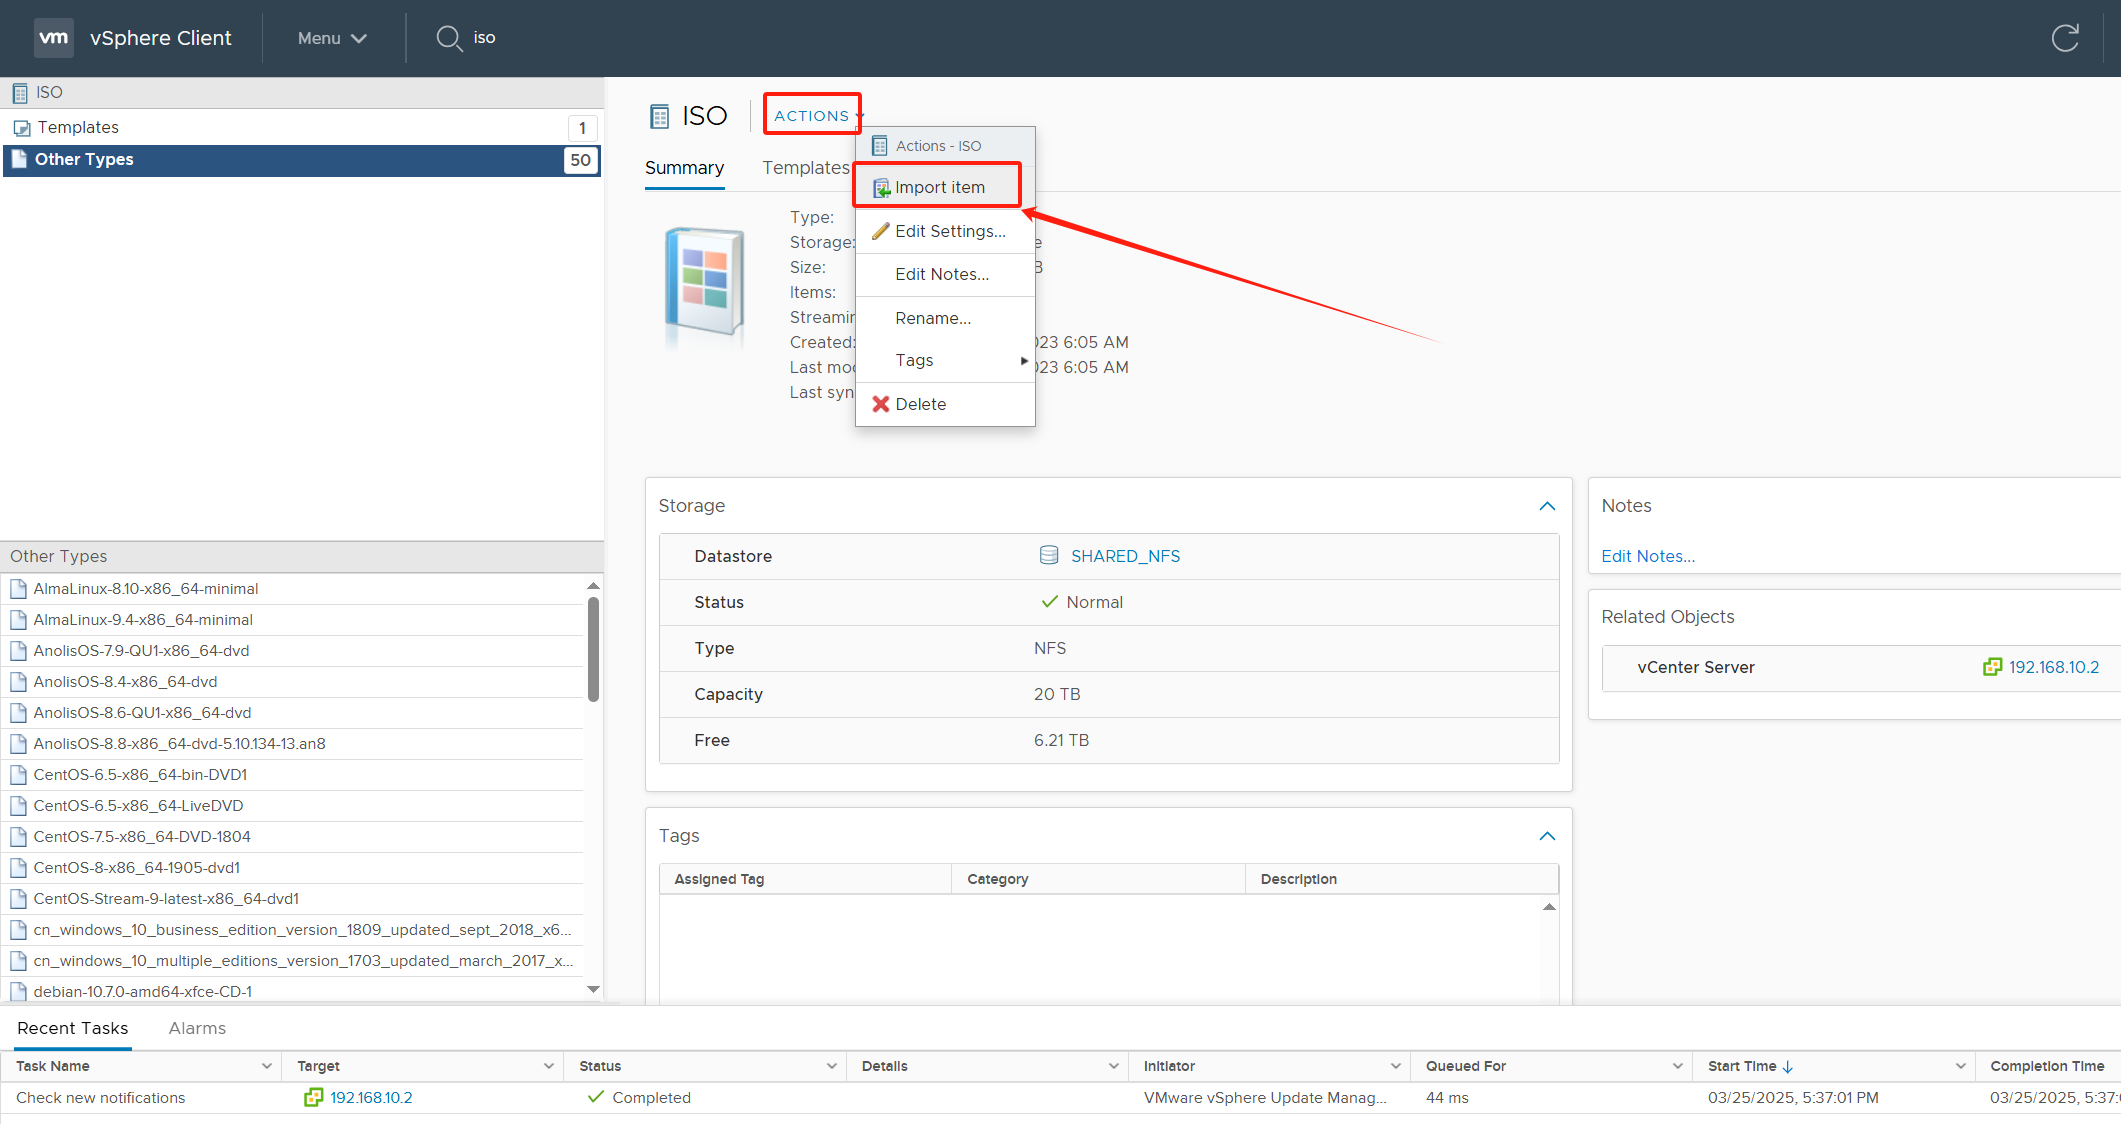 vm vSphere Client Menu iso
ISO
Templates 1
Other Types 50
ISO ACTIONS
Actions - ISO
Import item
Edit Settings...
Edit Notes...
Rename...
Tags
Delete
Summary Templates
Type:
Storage: e
Size: B
Items:
Streamin
Created: 023 6:05 AM
Last mod 023 6:05 AM
Last syn
Storage
Datastore SHARED_NFS
Status Normal
Type NFS
Capacity 20 TB
Free 6.21 TB
Notes
Edit Notes...
Related Objects
vCenter Server 192.168.10.2
Tags
Assigned Tag Category Description
Other Types
AlmaLinux-8.10-x86_64-minimal
AlmaLinux-9.4-x86_64-minimal
AnolisOS-7.9-QU1-x86_64-dvd
AnolisOS-8.4-x86_64-dvd
AnolisOS-8.6-QU1-x86_64-dvd
AnolisOS-8.8-x86_64-dvd-5.10.134-13.an8
CentOS-6.5-x86_64-bin-DVD1
CentOS-6.5-x86_64-LiveDVD
CentOS-7.5-x86_64-DVD-1804
CentOS-8-x86_64-1905-dvd1
CentOS-Stream-9-latest-x86_64-dvd1
cn_windows_10_business_edition_version_1809_updated_sept_2018_x6...
cn_windows_10_multiple_editions_version_1703_updated_march_2017_x...
debian-10.7.0-amd64-xfce-CD-1
Recent Tasks Alarms
Task Name Target Status Details Initiator Queued For Start Time Completion Time
Check new notifications 192.168.10.2 Completed VMware vSphere Update Manag... 44 ms 03/25/2025, 5:37:01 PM 03/25/2025, 5:37: